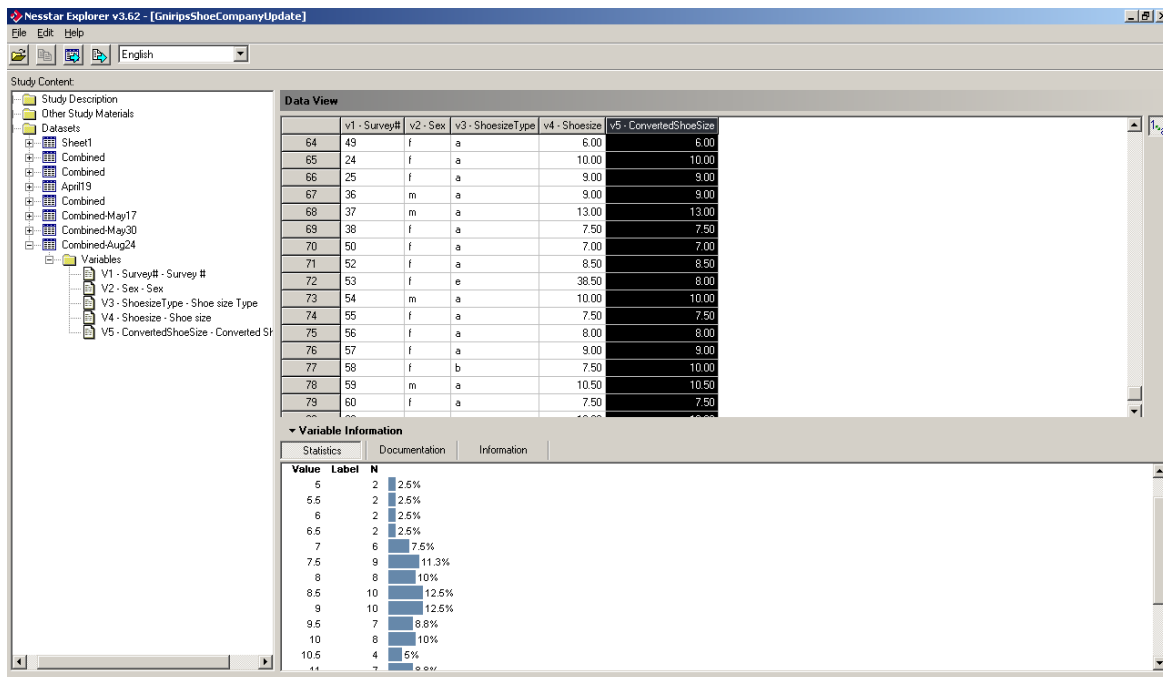 Nesstar Explorer v3.62 - [GniripsShoeCompanyUpdate]
File Edit Help
English
Study Content:
Study Description
Other Study Materials
Datasets
Sheet1
Combined
Combined
April19
Combined
Combined-May17
Combined-May30
Combined-Aug24
Variables
V1 - Survey# - Survey #
V2 - Sex - Sex
V3 - ShoesizeType - Shoe size Type
V4 - Shoesize - Shoe size
V5 - ConvertedShoeSize - Converted Sh
Data View
v1 - Survey# v2 - Sex v3 - ShoesizeType v4 - Shoesize v5 - ConvertedShoeSize
64 49 f a 6.00 6.00
65 24 f a 10.00 10.00
66 25 f a 9.00 9.00
67 36 m a 9.00 9.00
68 37 m a 13.00 13.00
69 38 f a 7.50 7.50
70 50 f a 7.00 7.00
71 52 f a 8.50 8.50
72 53 f e 38.50 8.00
73 54 m a 10.00 10.00
74 55 f a 7.50 7.50
75 56 f a 8.00 8.00
76 57 f a 9.00 9.00
77 58 f b 7.50 10.00
78 59 m a 10.50 10.50
79 60 f a 7.50 7.50
Variable Information
Statistics Documentation Information
Value Label N
5 2 2.5%
5.5 2 2.5%
6 2 2.5%
6.5 2 2.5%
7 6 7.5%
7.5 9 11.3%
8 8 10%
8.5 10 12.5%
9 10 12.5%
9.5 7 8.8%
10 8 10%
10.5 4 5%
11 7 8.8%